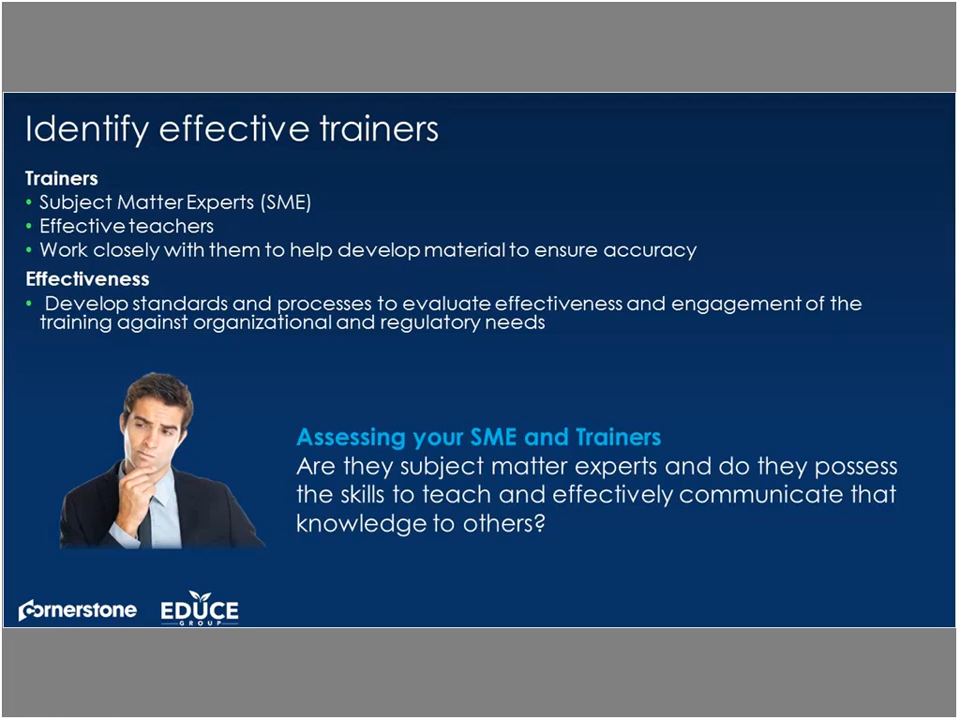 Identify effective trainers
Trainers
• Subject Matter Experts (SME)
• Effective teachers
• Work closely with them to help develop material to ensure accuracy
Effectiveness
• Develop standards and processes to evaluate effectiveness and engagement of the
training against organizational and regulatory needs
Assessing your SME and Trainers
Are they subject matter experts and do they possess
the skills to teach and effectively communicate that
knowledge to others?
Cornerstone
EDUCE
GROUP